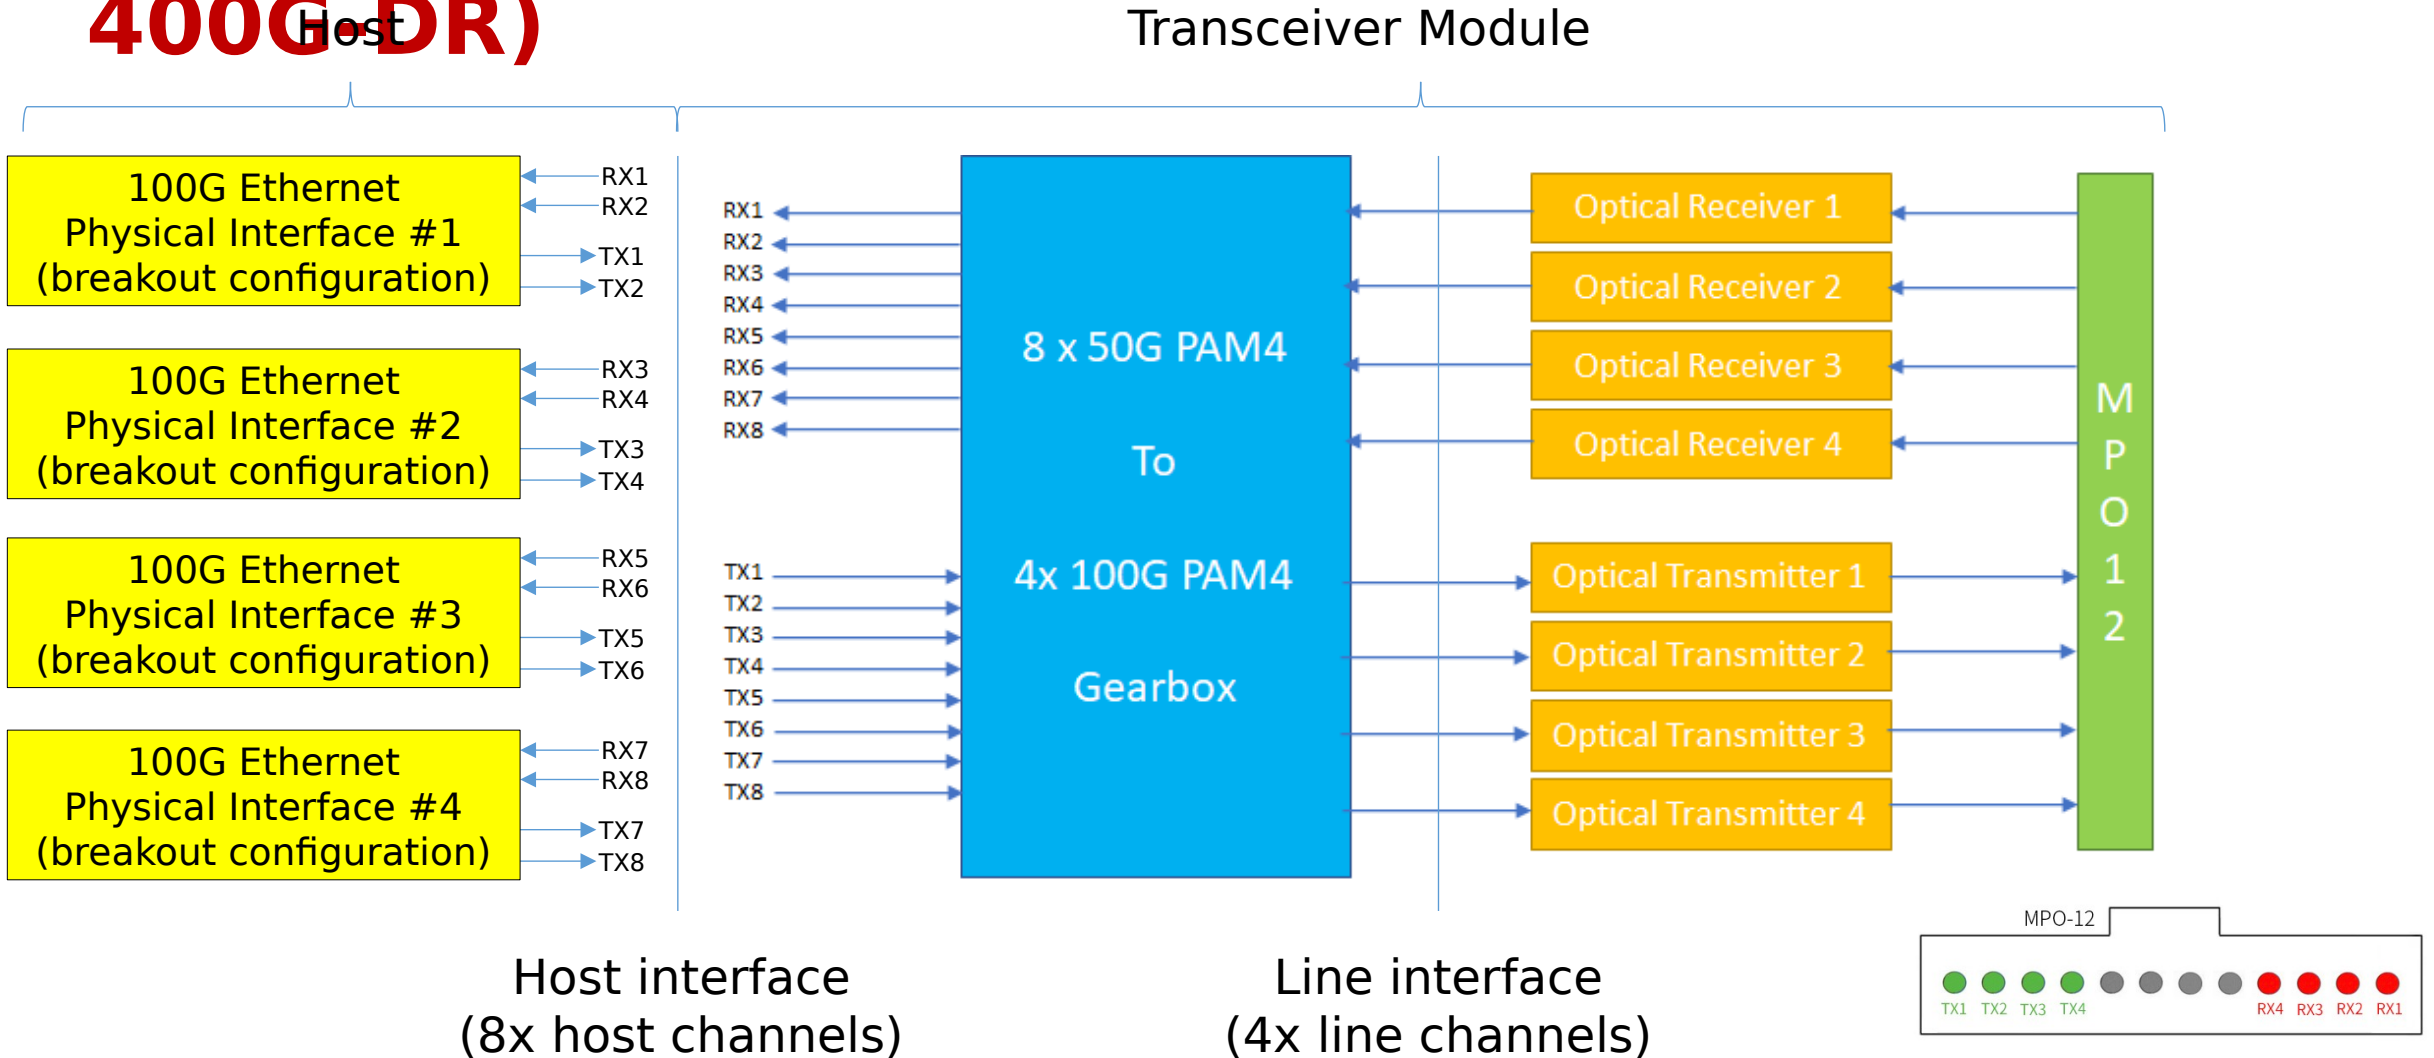 400G-DR)
Host
Transceiver Module
100G Ethernet
Physical Interface #1
(breakout configuration)
RX1
RX2
TX1
TX2
100G Ethernet
Physical Interface #2
(breakout configuration)
RX3
RX4
TX3
TX4
100G Ethernet
Physical Interface #3
(breakout configuration)
RX5
RX6
TX5
TX6
100G Ethernet
Physical Interface #4
(breakout configuration)
RX7
RX8
TX7
TX8
RX1
RX2
RX3
RX4
RX5
RX6
RX7
RX8
TX1
TX2
TX3
TX4
TX5
TX6
TX7
TX8
8 x 50G PAM4
To
4x 100G PAM4
Gearbox
Optical Receiver 1
Optical Receiver 2
Optical Receiver 3
Optical Receiver 4
Optical Transmitter 1
Optical Transmitter 2
Optical Transmitter 3
Optical Transmitter 4
M
P
O
1
2
Host interface
(8x host channels)
Line interface
(4x line channels)
MPO-12
TX1 TX2 TX3 TX4 RX4 RX3 RX2 RX1